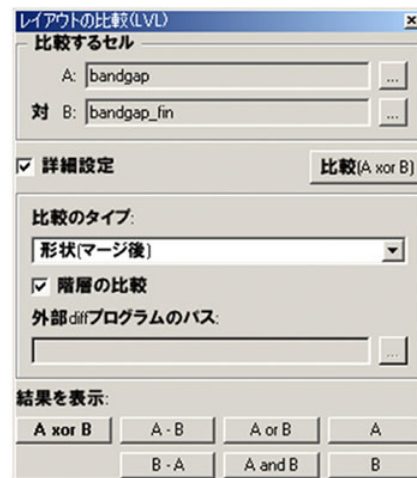 レイアウトの比較(LVL)
比較するセル
A: bandgap ...
対 B: bandgap_fin ...
詳細設定 比較(A xor B)
比較のタイプ:
形状(マージ後)
階層の比較
外部diffプログラムのパス:
...
結果を表示:
A xor B A - B A or B A
B - A A and B B